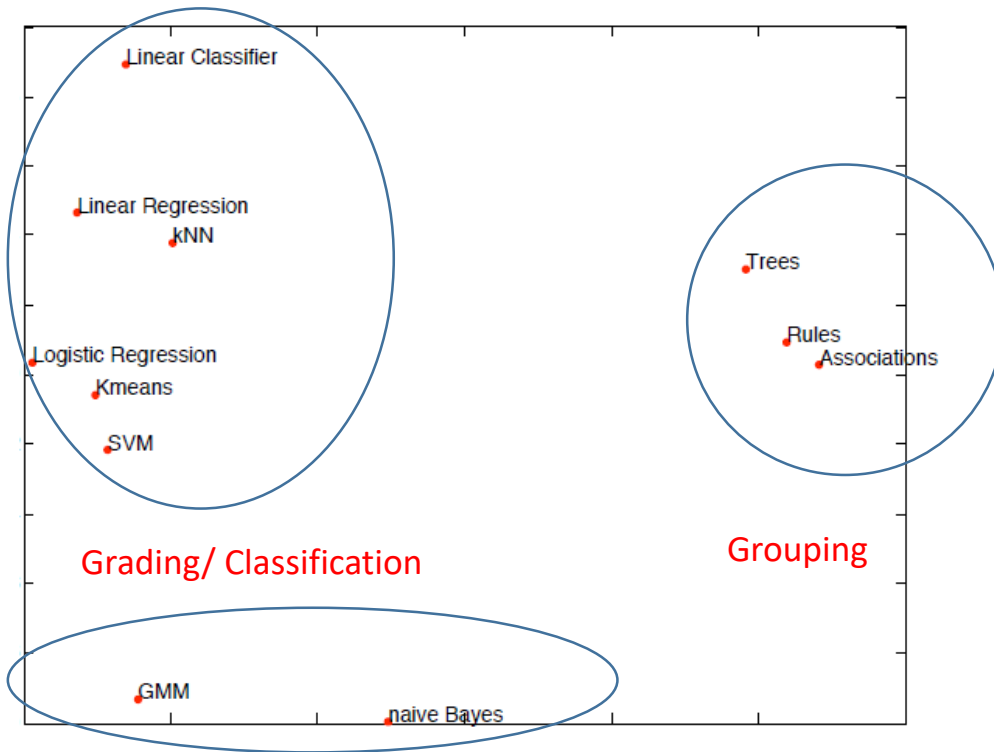 Linear Classifier
Linear Regression
kNN
Trees
Rules
Associations
Logistic Regression
Kmeans
SVM
Grading/ Classification
Grouping
GMM
naive Bayes